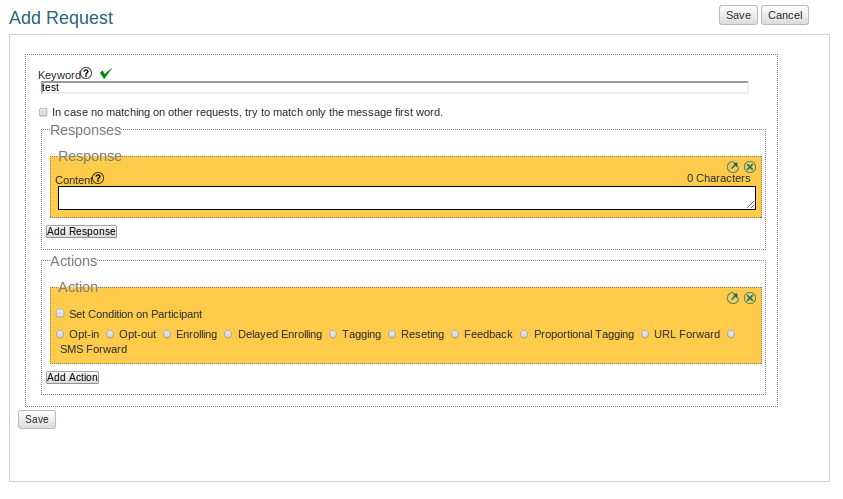 Add Request
Save Cancel
Keyword?
test
In case no matching on other requests, try to match only the message first word.
Responses
Response
Content?
0 Characters
Add Response
Actions
Action
Set Condition on Participant
Opt-in Opt-out Enrolling Delayed Enrolling Tagging Reseting Feedback Proportional Tagging URL Forward
SMS Forward
Add Action
Save